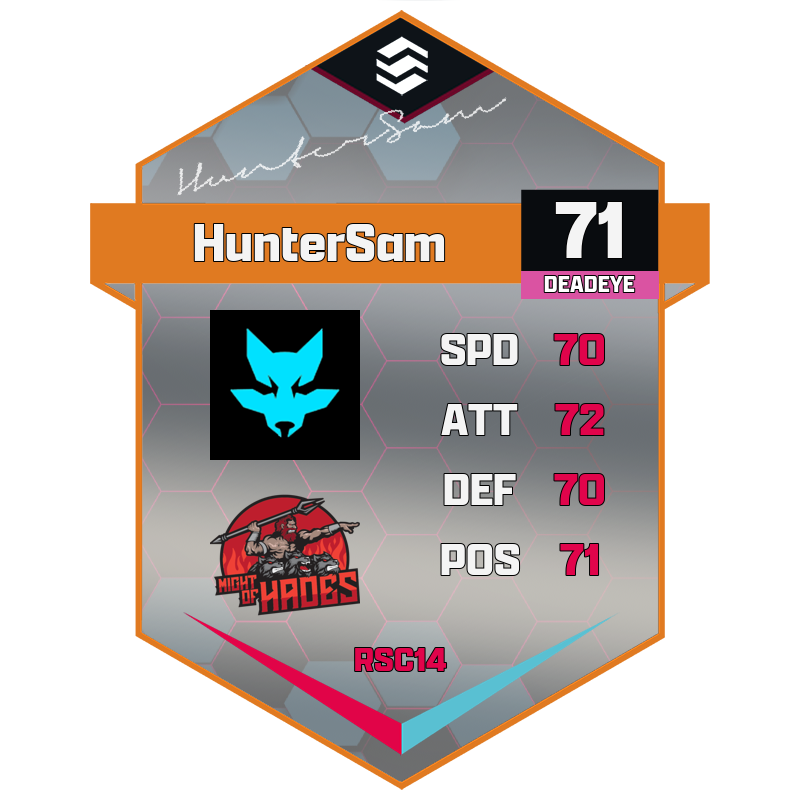 HunterSam
HunterSam
71
DEADEYE
SPD 70
ATT 72
DEF 70
POS 71
MIGHT
OF HADES
RSC14